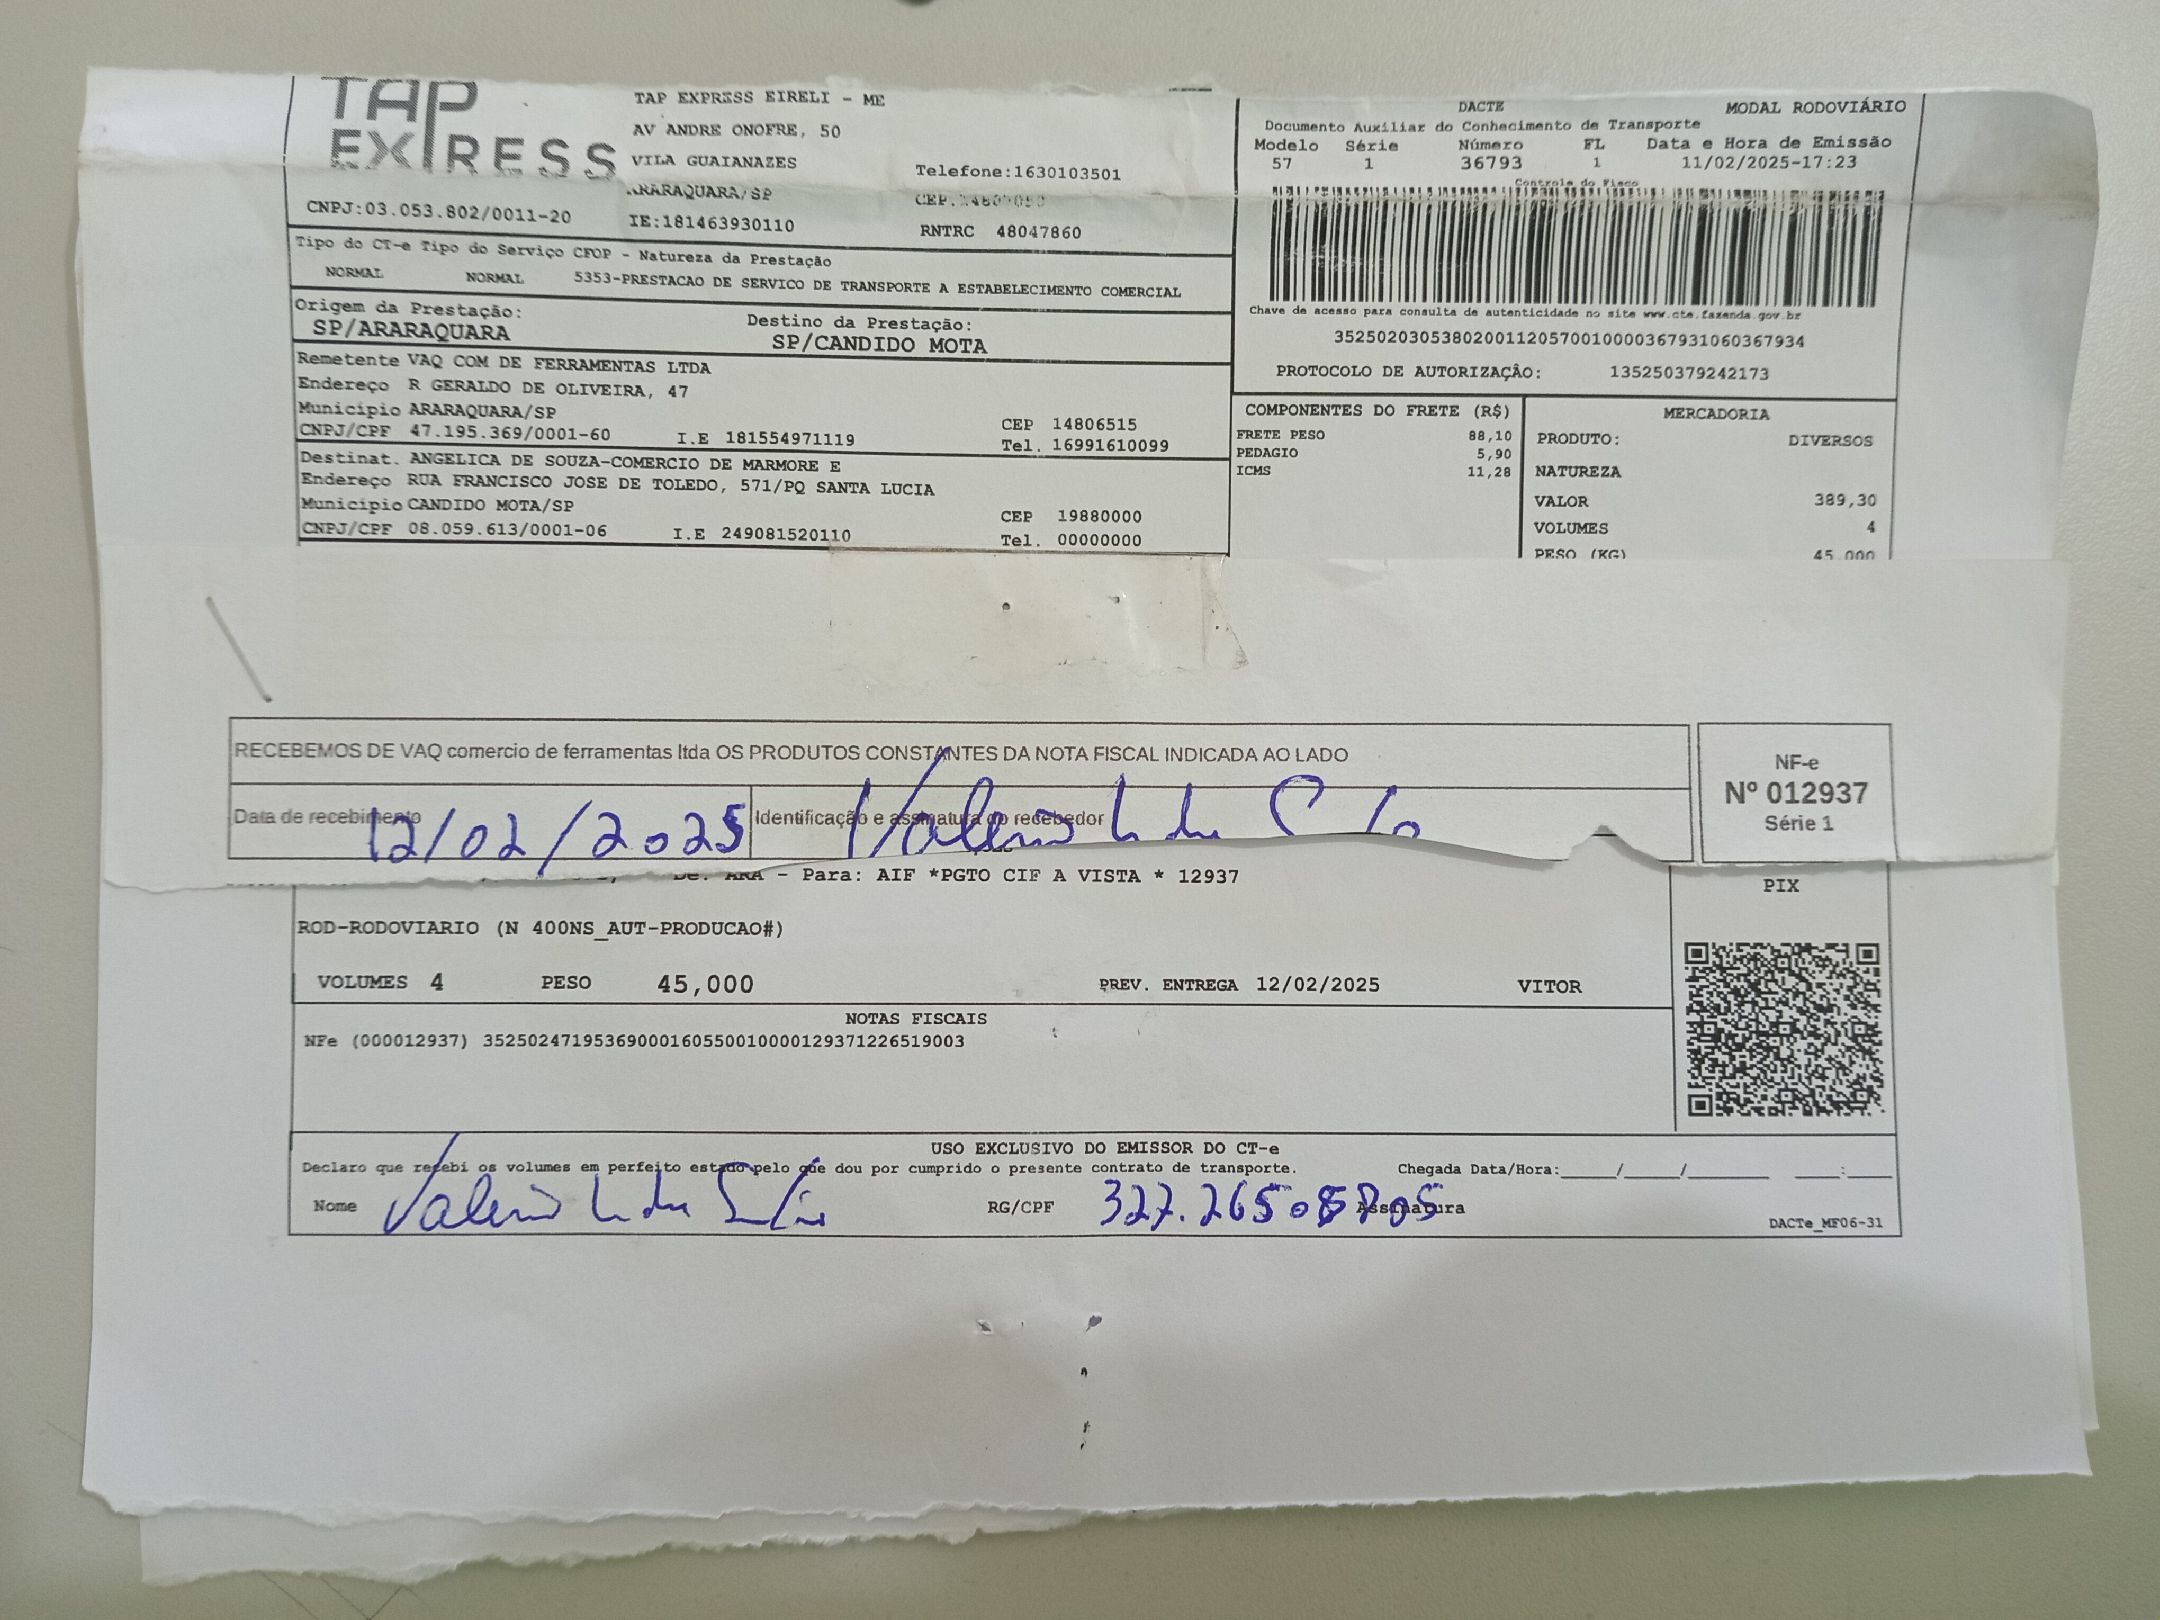 TAP
EXPRESS
TAP EXPRESS EIRELI - ME
AV ANDRE ONOFRE, 50
VILA GUAIANAZES
Telefone:1630103501
ARARAQUARA/SP
CEP.
CNPJ:03.053.802/0011-20
IE:181463930110
RNTRC 48047860
DACTE
MODAL RODOVIÁRIO
Documento Auxiliar do Conhecimento de Transporte
Modelo Série Número FL Data e Hora de Emissão
57 1 36793 1 11/02/2025-17:23
Controle do Fisco
Chave de acesso para consulta de autenticidade no site www.cte.fazenda.gov.br
35250203053802001120570010000367931060367934
PROTOCOLO DE AUTORIZAÇÃO: 135250379242173
Tipo do CT-e Tipo do Serviço CFOP - Natureza da Prestação
NORMAL NORMAL 5353-PRESTACAO DE SERVICO DE TRANSPORTE A ESTABELECIMENTO COMERCIAL
Origem da Prestação: Destino da Prestação:
SP/ARARAQUARA SP/CANDIDO MOTA
Remetente VAQ COM DE FERRAMENTAS LTDA
Endereço R GERALDO DE OLIVEIRA, 47
Município ARARAQUARA/SP CEP 14806515
CNPJ/CPF 47.195.369/0001-60 I.E 181554971119 Tel. 16991610099
Destinat. ANGELICA DE SOUZA-COMERCIO DE MARMORE E
Endereço RUA FRANCISCO JOSE DE TOLEDO, 571/PQ SANTA LUCIA
Município CANDIDO MOTA/SP CEP 19880000
CNPJ/CPF 08.059.613/0001-06 I.E 249081520110 Tel. 00000000
COMPONENTES DO FRETE (R$)
FRETE PESO 88,10
PEDAGIO 5,90
ICMS 11,28
MERCADORIA
PRODUTO: DIVERSOS
NATUREZA
VALOR 389,30
VOLUMES 4
PESO (KG) 45,000
RECEBEMOS DE VAQ comercio de ferramentas ltda OS PRODUTOS CONSTANTES DA NOTA FISCAL INDICADA AO LADO
Data de recebimento 12/02/2025
Identificação e assinatura do recebedor
NF-e
Nº 012937
Série 1
De: ARA - Para: AIF *PGTO CIF A VISTA * 12937
PIX
ROD-RODOVIARIO (N 400NS_AUT-PRODUCAO#)
VOLUMES 4 PESO 45,000 PREV. ENTREGA 12/02/2025 VITOR
NOTAS FISCAIS
NFe (000012937) 35250247195369000160550010000129371226519003
USO EXCLUSIVO DO EMISSOR DO CT-e
Declaro que recebi os volumes em perfeito estado pelo que dou por cumprido o presente contrato de transporte. Chegada Data/Hora:_____/_____/_______ ____:____
Nome RG/CPF Assinatura
DACTe_MF06-31